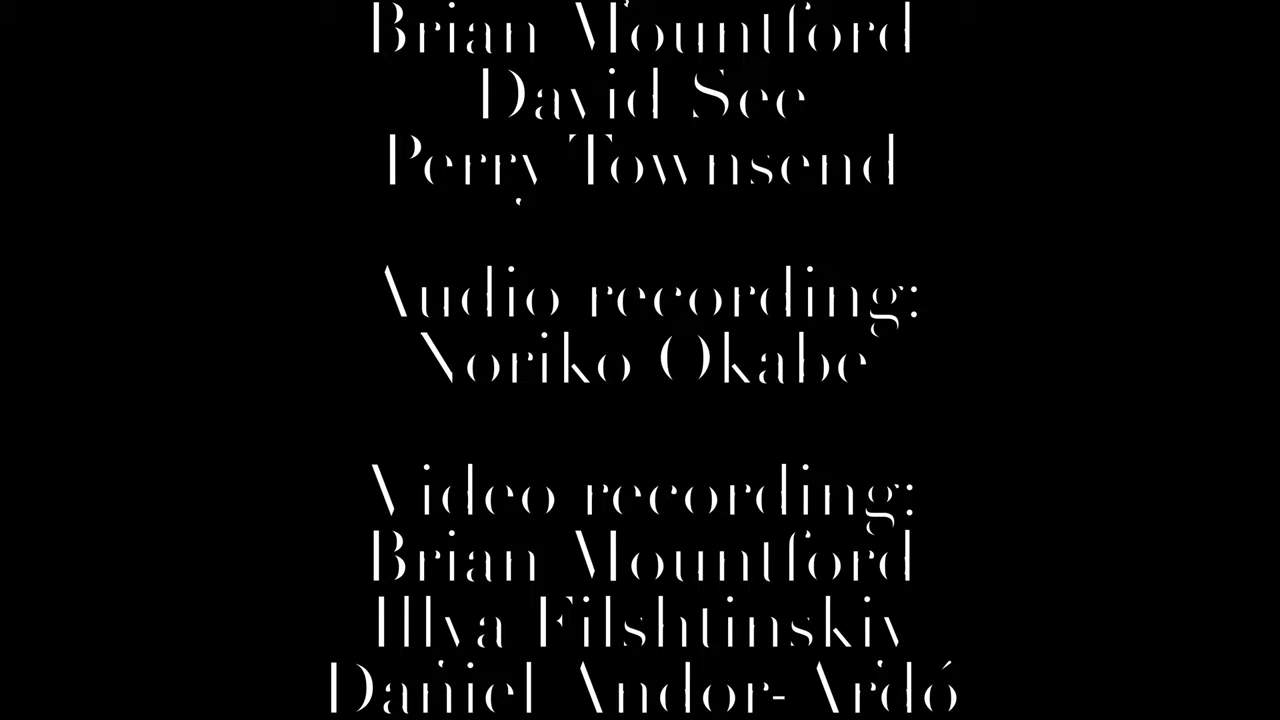 Brian Mountford
David See
Perry Townsend
Audio recording:
Noriko Okabe
Video recording:
Brian Mountford
Illya Filshtinskiy
Daniel Andor-Ardó